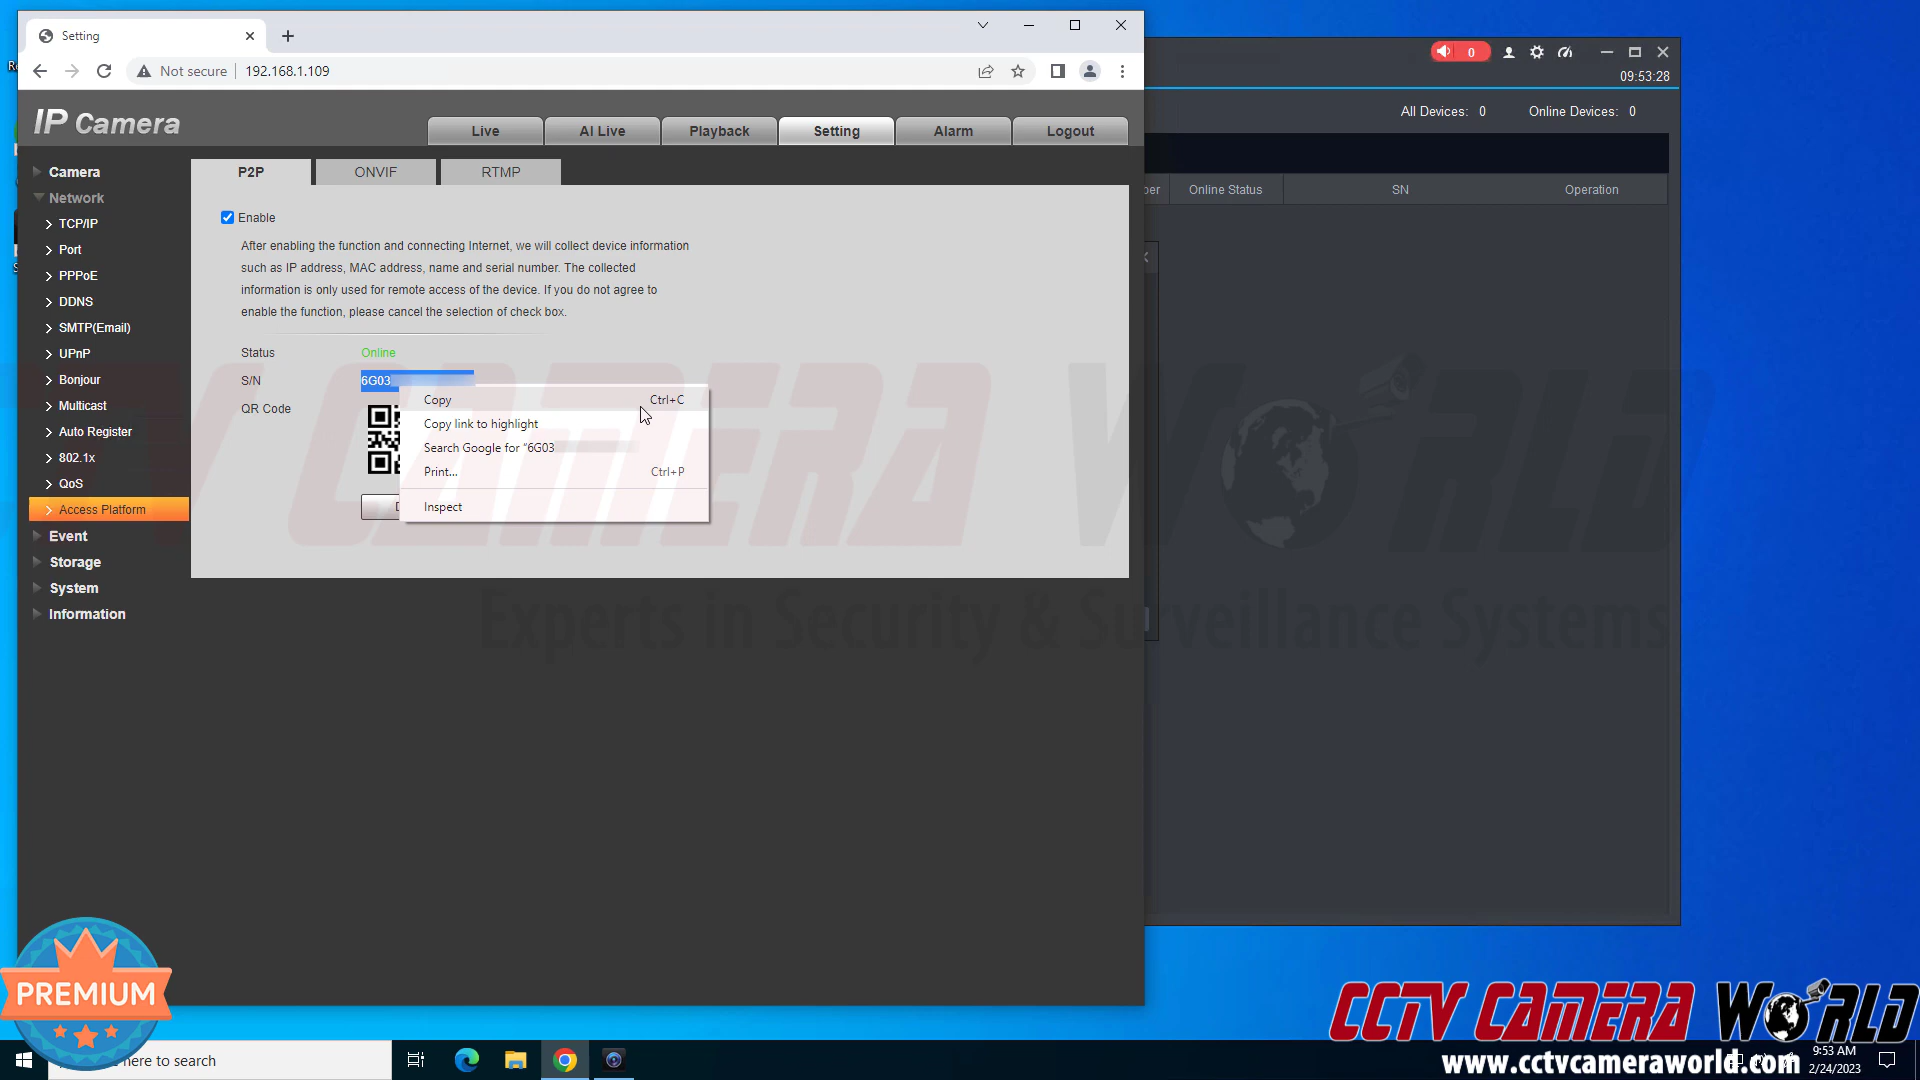 Setting
Not secure 192.168.1.109
0
09:53:28
IP Camera
Live AI Live Playback Setting Alarm Logout
All Devices: 0 Online Devices: 0
Online Status SN Operation
Camera
Network
TCP/IP
Port
PPPoE
DDNS
SMTP(Email)
UPnP
Bonjour
Multicast
Auto Register
802.1x
QoS
Access Platform
Event
Storage
System
Information
P2P ONVIF RTMP
Enable
After enabling the function and connecting Internet, we will collect device information
such as IP address, MAC address, name and serial number. The collected
information is only used for remote access of the device. If you do not agree to
enable the function, please cancel the selection of check box.
Status Online
S/N 6G03
QR Code
Copy Ctrl+C
Copy link to highlight
Search Google for "6G03
Print... Ctrl+P
Inspect
CCTV CAMERA WORLD
Experts in Security & Surveillance Systems
PREMIUM
CCTV CAMERA WORLD
www.cctvcameraworld.com
here to search
9:53 AM
2/24/2023